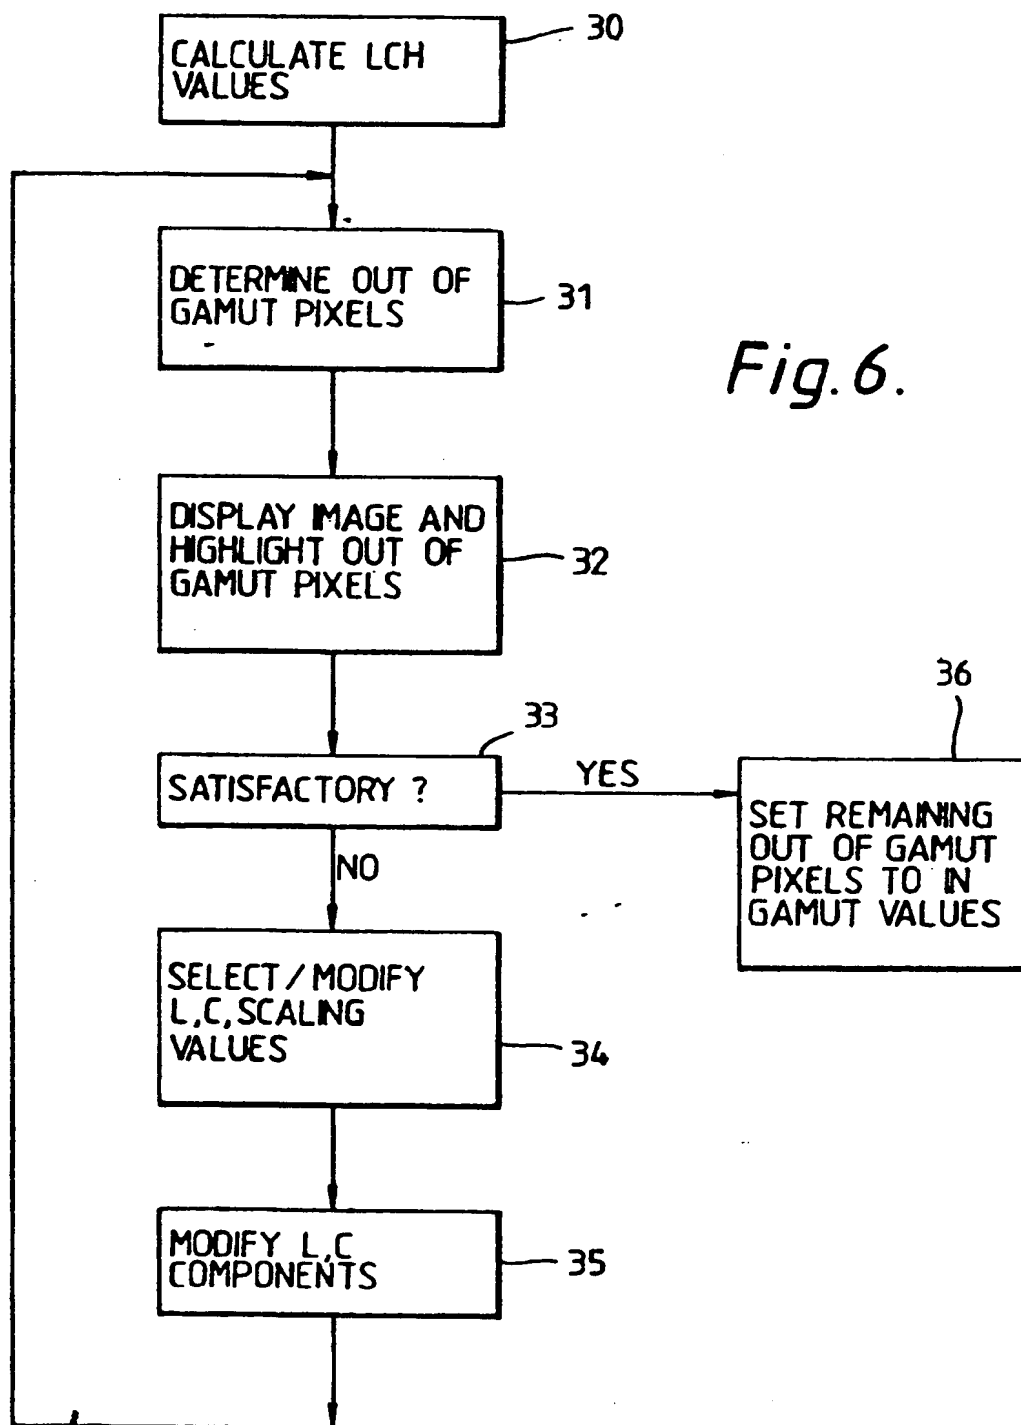 30
CALCULATE LCH
VALUES
DETERMINE OUT OF
GAMUT PIXELS
31
Fig. 6.
DISPLAY IMAGE AND
HIGHLIGHT OUT OF
GAMUT PIXELS
32
33
SATISFACTORY ?
YES
36
SET REMAINING
OUT OF GAMUT
PIXELS TO IN
GAMUT VALUES
NO
SELECT / MODIFY
L,C,SCALING
VALUES
34
MODIFY L,C
COMPONENTS
35